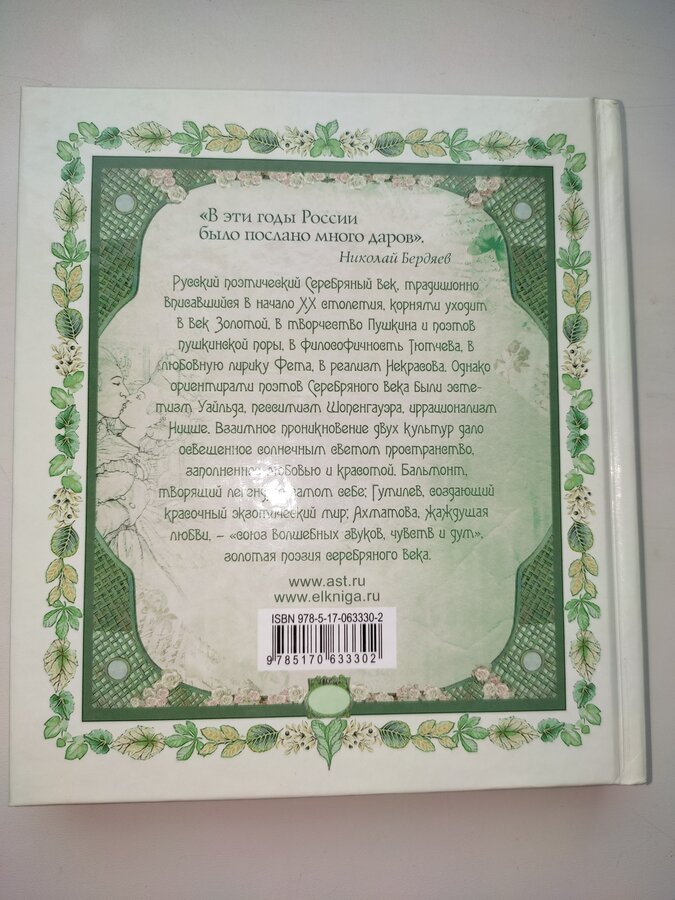 «В эти годы России
было послано много даров».
Николай Бердяев
Русский поэтический Серебряный век, традиционно
вписавшийся в начало XX столетия, корнями уходит
в век Золотой, в творчество Пушкина и поэтов
пушкинской поры, в философичность Тютчева, в
любовную лирику Фета, в реализм Некрасова. Однако
ориентирами поэтов Серебряного века были эсте-
тизм Уайльда, пессимизм Шопенгауэра, иррационализм
Ницше. Взаимное проникновение двух культур дало
освещенное солнечным светом пространство,
заполненное любовью и красотой. Бальмонт,
творящий самом себе; Гумилев, создающий
красочный экзотический мир; Ахматова, жаждущая
любви, – «союз волшебных звуков, чувств и дум»,
золотая поэзия серебряного века.
www.ast.ru
www.elkniga.ru
ISBN 978-5-17-063330-2
9 785170 633302